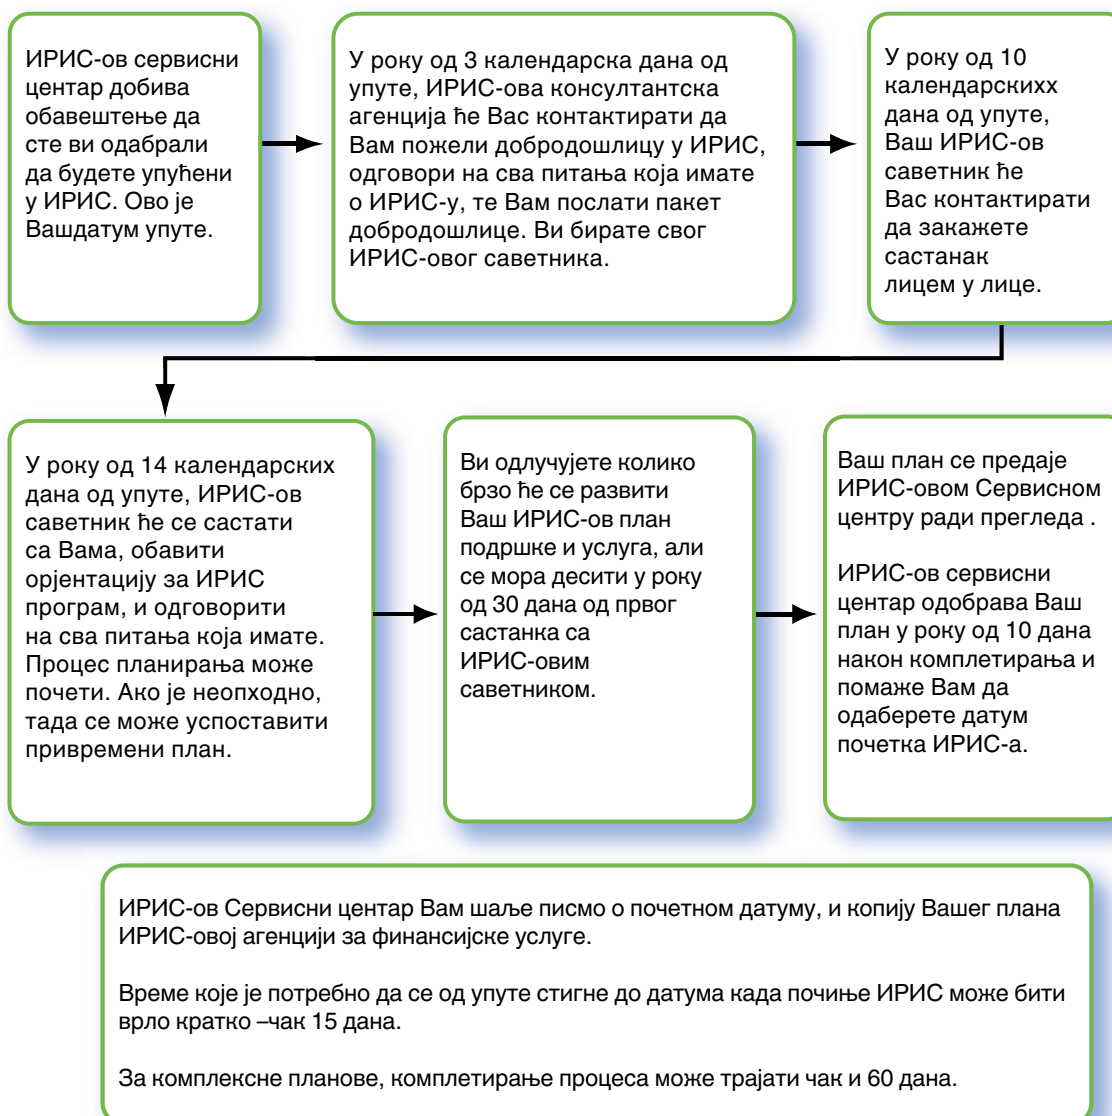 ИРИС-ов сервисни
центар добива
обавештење да
сте ви одабрали
да будете упућени
у ИРИС. Ово је
Вашдатум упуте.
У року од 3 календарска дана од
упуте, ИРИС-ова консултантска
агенција ће Вас контактирати да
Вам пожели добродошлицу у ИРИС,
одговори на сва питања која имате
о ИРИС-у, те Вам послати пакет
добродошлице. Ви бирате свог
ИРИС-овог саветника.
У року од 10
календарскихх
дана од упуте,
Ваш ИРИС-ов
саветник ће
Вас контактирати
да закажете
састанак
лицем у лице.
У року од 14 календарских
дана од упуте, ИРИС-ов
саветник ће се састати
са Вама, обавити
орјентацију за ИРИС
програм, и одговорити
на сва питања која имате.
Процес планирања може
почети. Ако је неопходно,
тада се може успоставити
привремени план.
Ви одлучујете колико
брзо ће се развити
Ваш ИРИС-ов план
подршке и услуга, али
се мора десити у року
од 30 дана од првог
састанка са
ИРИС-овим
саветником.
Ваш план се предаје
ИРИС-овом Сервисном
центру ради прегледа .
ИРИС-ов сервисни
центар одобрава Ваш
план у року од 10 дана
након комплетирања и
помаже Вам да
одаберете датум
почетка ИРИС-а.
ИРИС-ов Сервисни центар Вам шаље писмо о почетном датуму, и копију Вашег плана
ИРИС-овој агенцији за финансијске услуге.
Време које је потребно да се од упуте стигне до датума када почиње ИРИС може бити
врло кратко –чак 15 дана.
За комплексне планове, комплетирање процеса може трајати чак и 60 дана.